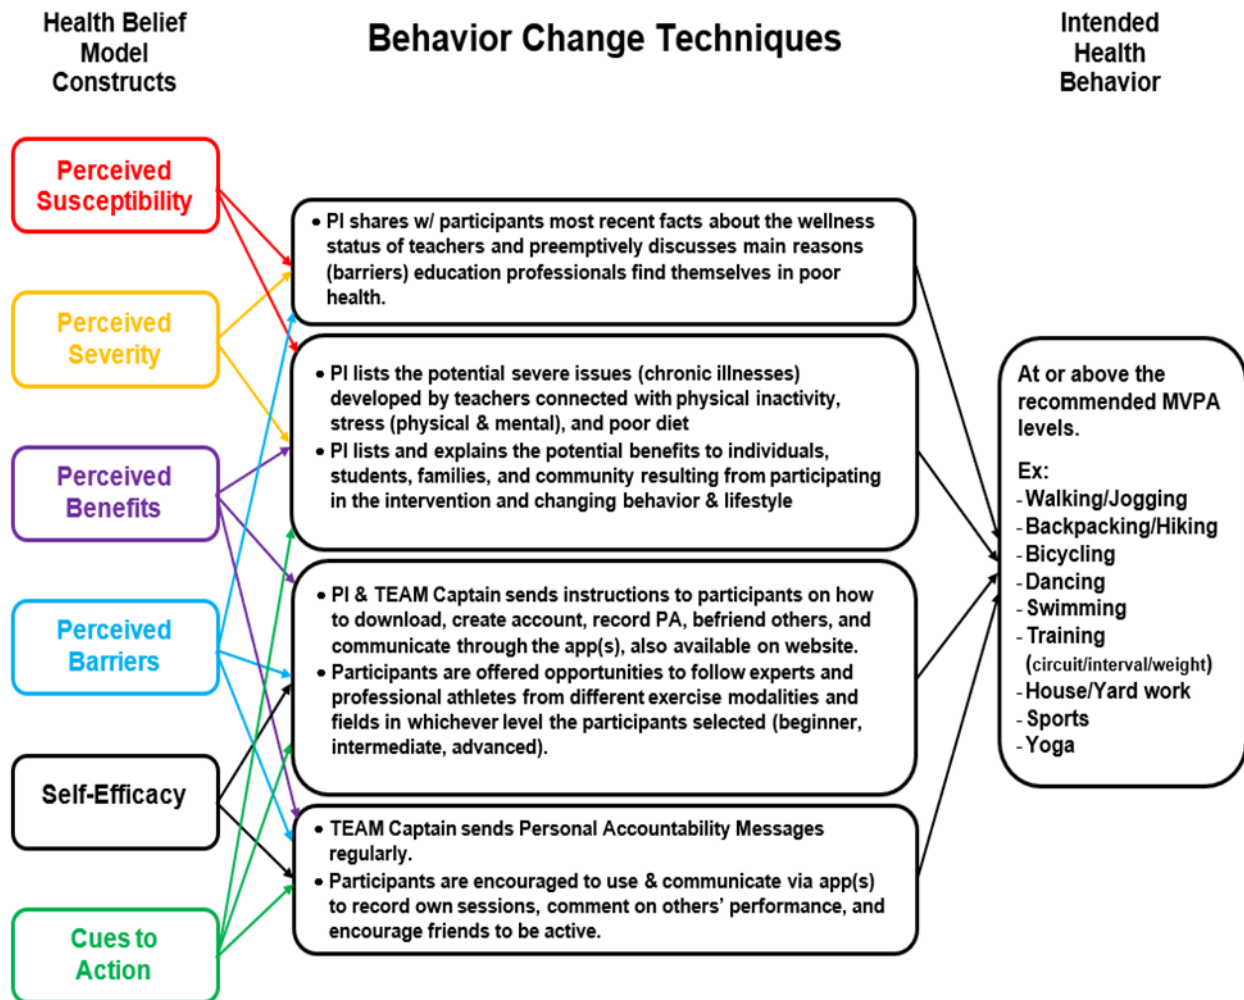 Health Belief
Model
Constructs
Behavior Change Techniques
Intended
Health
Behavior
Perceived
Susceptibility
Perceived
Severity
Perceived
Benefits
Perceived
Barriers
Self-Efficacy
Cues to
Action
• PI shares w/ participants most recent facts about the wellness
status of teachers and preemptively discusses main reasons
(barriers) education professionals find themselves in poor
health.
• PI lists the potential severe issues (chronic illnesses)
developed by teachers connected with physical inactivity,
stress (physical & mental), and poor diet
• PI lists and explains the potential benefits to individuals,
students, families, and community resulting from participating
in the intervention and changing behavior & lifestyle
• PI & TEAM Captain sends instructions to participants on how
to download, create account, record PA, befriend others, and
communicate through the app(s), also available on website.
• Participants are offered opportunities to follow experts and
professional athletes from different exercise modalities and
fields in whichever level the participants selected (beginner,
intermediate, advanced).
• TEAM Captain sends Personal Accountability Messages
regularly.
• Participants are encouraged to use & communicate via app(s)
to record own sessions, comment on others' performance, and
encourage friends to be active.
At or above the
recommended MVPA
levels.
Ex:
- Walking/Jogging
- Backpacking/Hiking
- Bicycling
- Dancing
- Swimming
- Training
(circuit/interval/weight)
- House/Yard work
- Sports
- Yoga